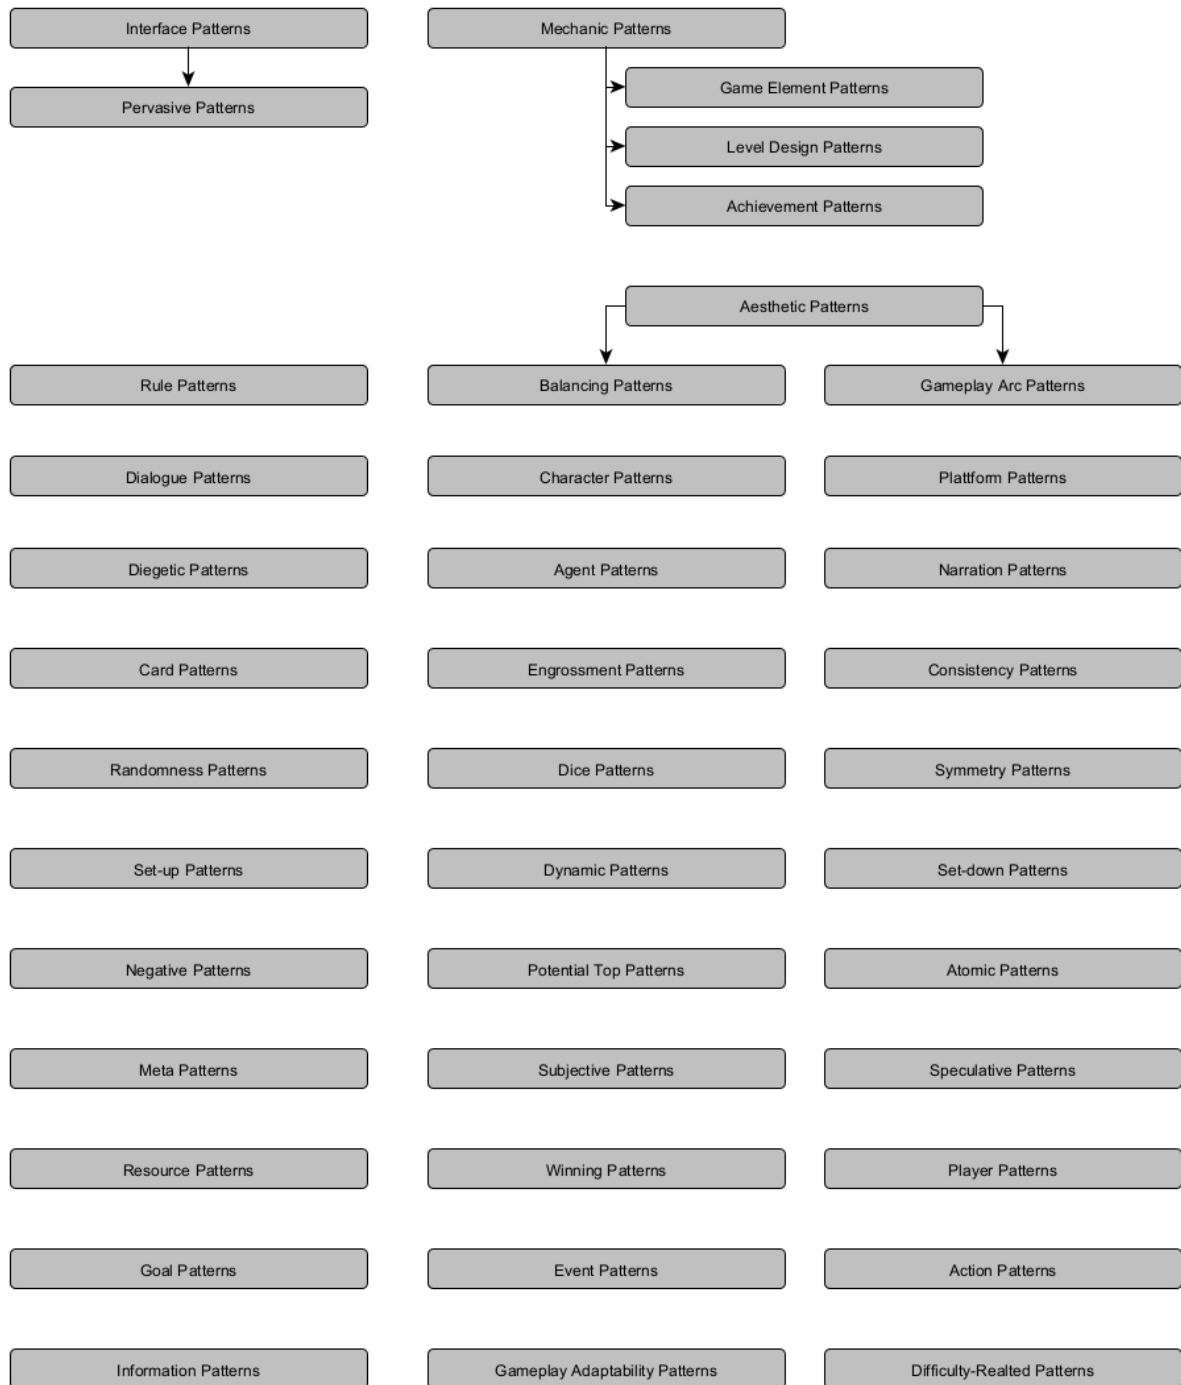 Interface Patterns
Mechanic Patterns
Pervasive Patterns
Game Element Patterns
Level Design Patterns
Achievement Patterns
Aesthetic Patterns
Rule Patterns
Balancing Patterns
Gameplay Arc Patterns
Dialogue Patterns
Character Patterns
Plattform Patterns
Diegetic Patterns
Agent Patterns
Narration Patterns
Card Patterns
Engrossment Patterns
Consistency Patterns
Randomness Patterns
Dice Patterns
Symmetry Patterns
Set-up Patterns
Dynamic Patterns
Set-down Patterns
Negative Patterns
Potential Top Patterns
Atomic Patterns
Meta Patterns
Subjective Patterns
Speculative Patterns
Resource Patterns
Winning Patterns
Player Patterns
Goal Patterns
Event Patterns
Action Patterns
Information Patterns
Gameplay Adaptability Patterns
Difficulty-Realted Patterns